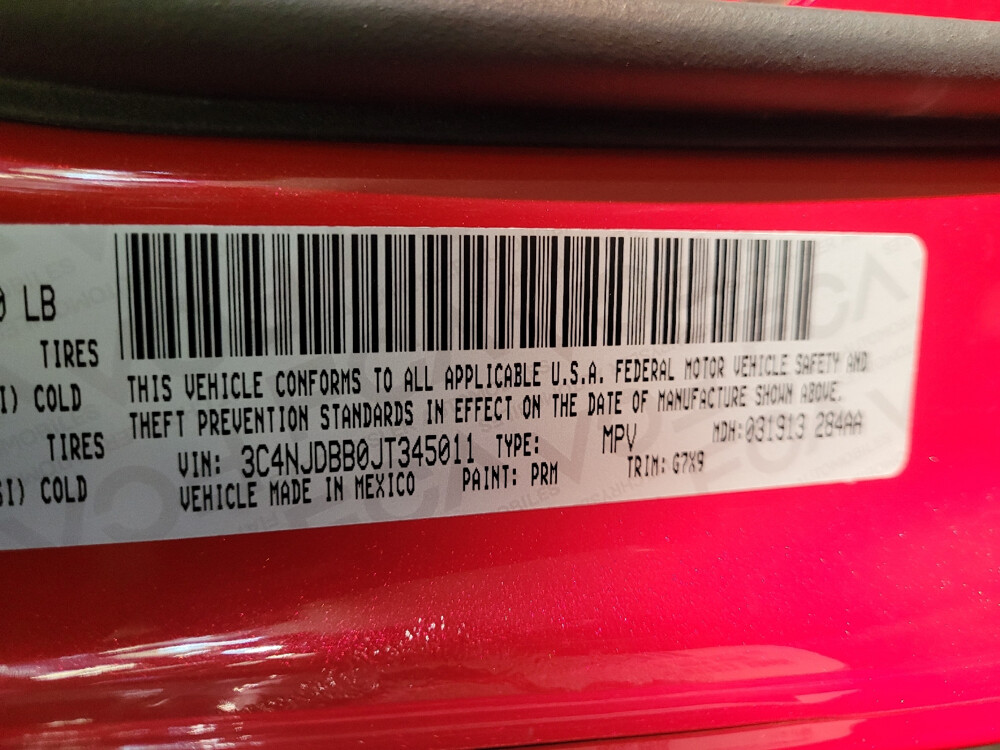 0 LB
TIRES
I) COLD
TIRES
SI) COLD
THIS VEHICLE CONFORMS TO ALL APPLICABLE U.S.A. FEDERAL MOTOR VEHICLE SAFETY AND
THEFT PREVENTION STANDARDS IN EFFECT ON THE DATE OF MANUFACTURE SHOWN ABOVE.
VIN: 3C4NJDBB0JT345011 TYPE: MPV MDH:031913 284AA
VEHICLE MADE IN MEXICO PAINT: PRM TRIM: G7X9